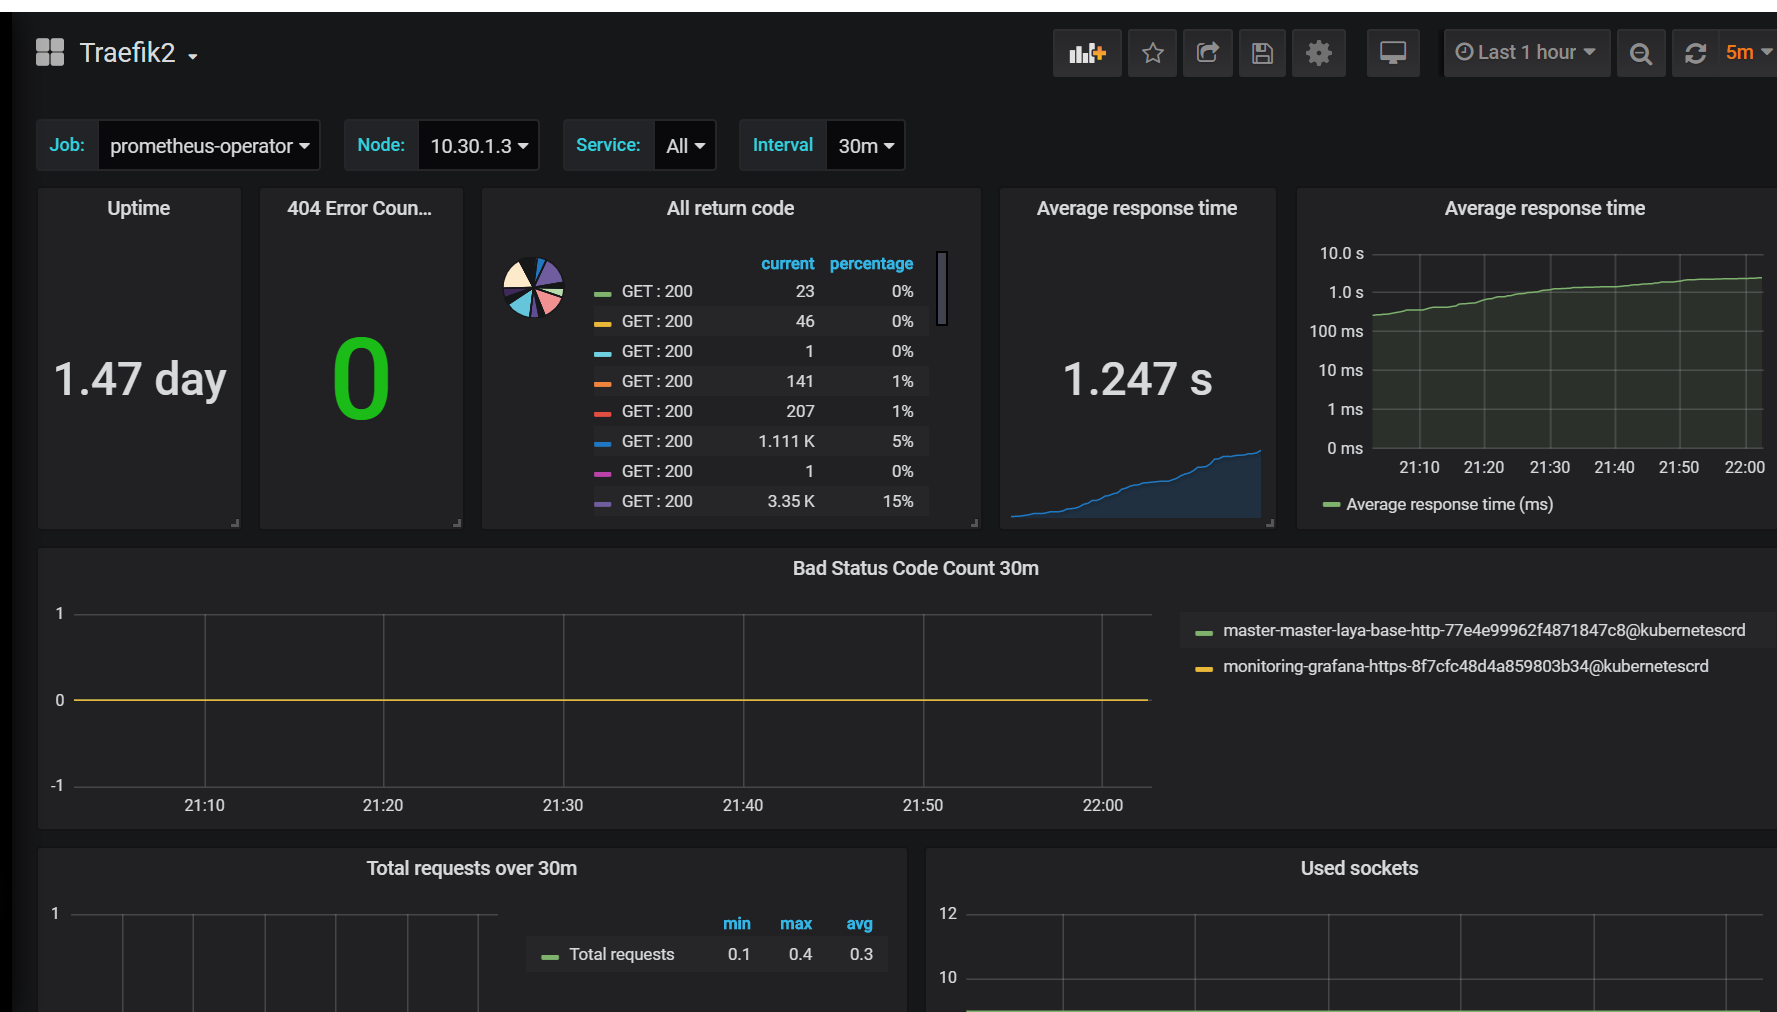 Traefik2
Last 1 hour
5m
Job: prometheus-operator
Node: 10.30.1.3
Service: All
Interval 30m
Uptime
1.47 day
404 Error Coun...
0
All return code
current percentage
GET : 200 23 0%
GET : 200 46 0%
GET : 200 1 0%
GET : 200 141 1%
GET : 200 207 1%
GET : 200 1.111 K 5%
GET : 200 1 0%
GET : 200 3.35 K 15%
Average response time
1.247 s
Average response time
10.0 s
1.0 s
100 ms
10 ms
1 ms
0 ms
21:10 21:20 21:30 21:40 21:50 22:00
Average response time (ms)
Bad Status Code Count 30m
1
0
-1
21:10 21:20 21:30 21:40 21:50 22:00
master-master-laya-base-http-77e4e99962f4871847c8@kubernetescrd
monitoring-grafana-https-8f7cfc48d4a859803b34@kubernetescrd
Total requests over 30m
1
min max avg
Total requests 0.1 0.4 0.3
Used sockets
12
10